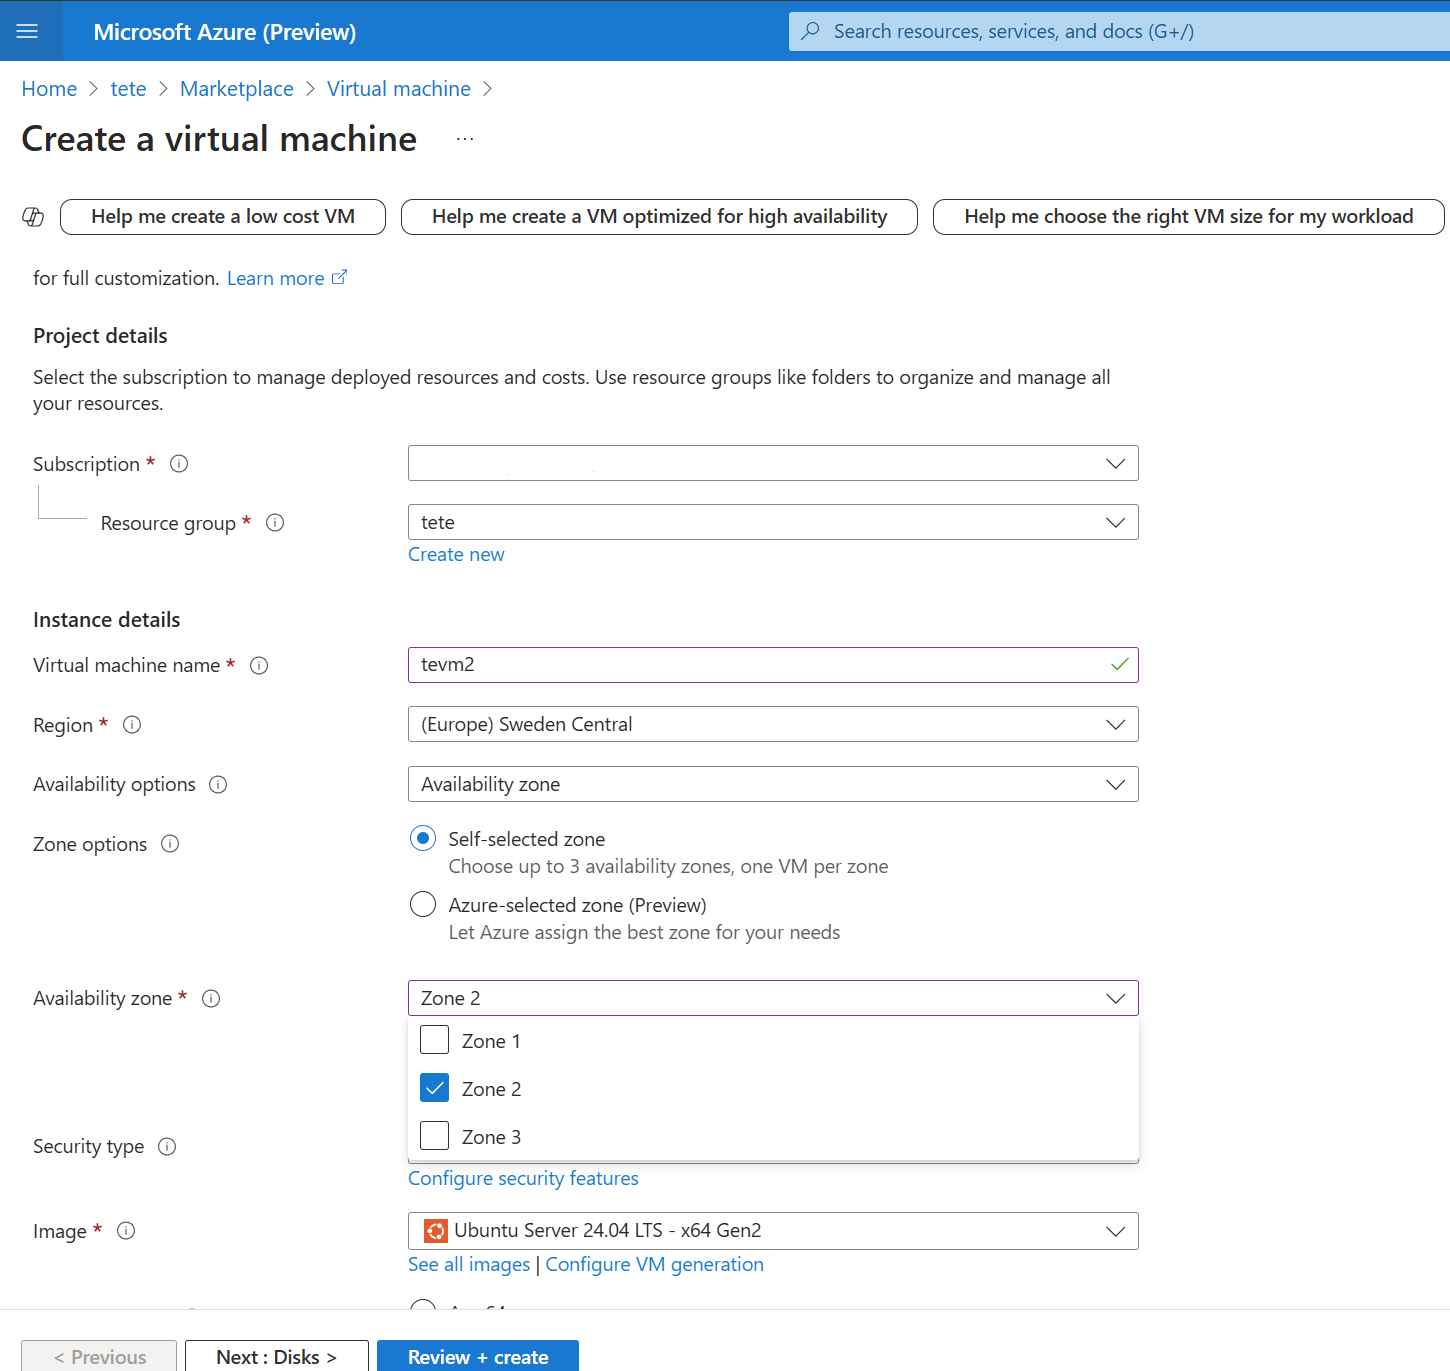 Microsoft Azure (Preview)
Search resources, services, and docs (G+/)
Home > tete > Marketplace > Virtual machine >
Create a virtual machine ...
Help me create a low cost VM
Help me create a VM optimized for high availability
Help me choose the right VM size for my workload
for full customization. Learn more
Project details
Select the subscription to manage deployed resources and costs. Use resource groups like folders to organize and manage all
your resources.
Subscription *
Resource group *
tete
Create new
Instance details
Virtual machine name *
tevm2
Region *
(Europe) Sweden Central
Availability options
Availability zone
Zone options
Self-selected zone
Choose up to 3 availability zones, one VM per zone
Azure-selected zone (Preview)
Let Azure assign the best zone for your needs
Availability zone *
Zone 2
Zone 1
Zone 2
Zone 3
Security type
Configure security features
Image *
Ubuntu Server 24.04 LTS - x64 Gen2
See all images | Configure VM generation
< Previous
Next : Disks >
Review + create